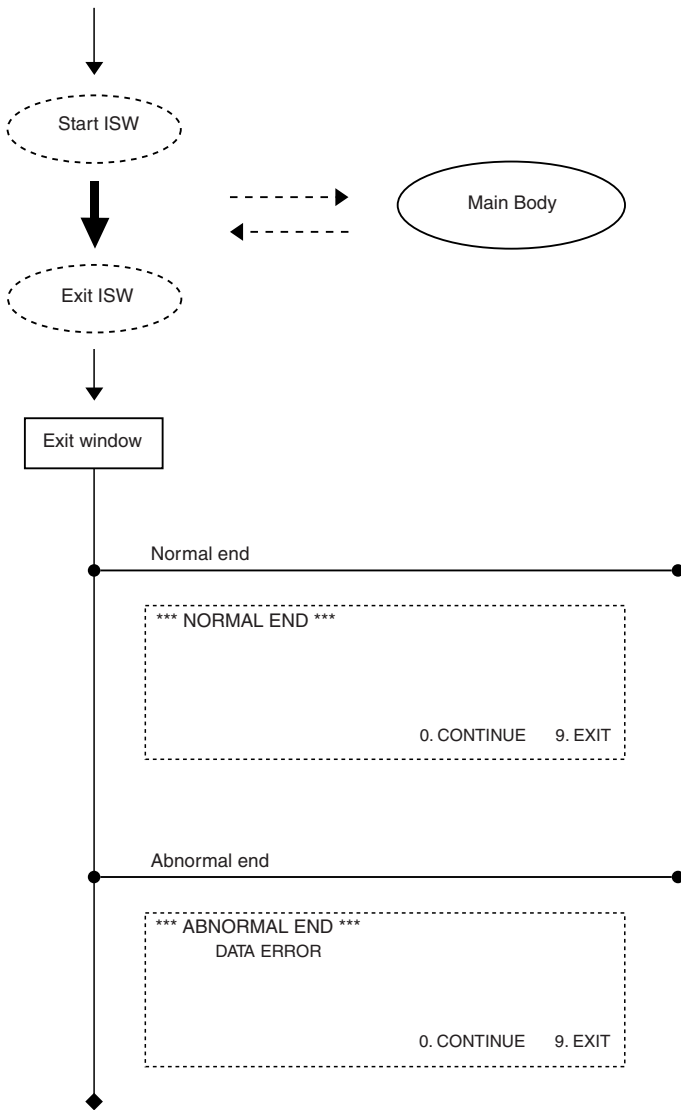 Start ISW
Main Body
Exit ISW
Exit window
Normal end
*** NORMAL END ***
0. CONTINUE 9. EXIT
Abnormal end
*** ABNORMAL END ***
DATA ERROR
0. CONTINUE 9. EXIT